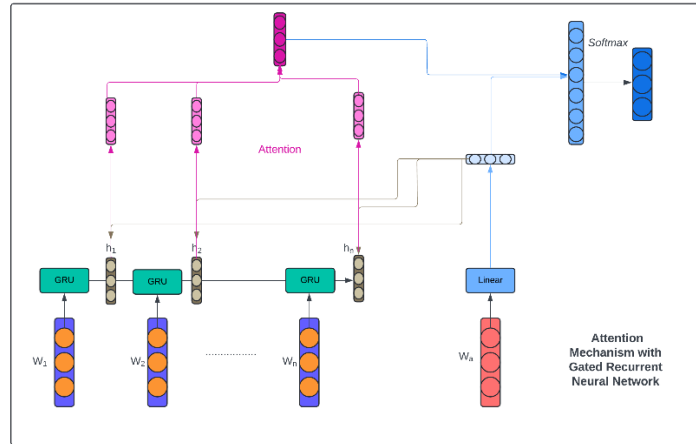 Softmax
Attention
h₁
h₂
hₙ
GRU
GRU
GRU
Linear
W₁
W₂
..............
Wₙ
Wₐ
Attention
Mechanism with
Gated Recurrent
Neural Network